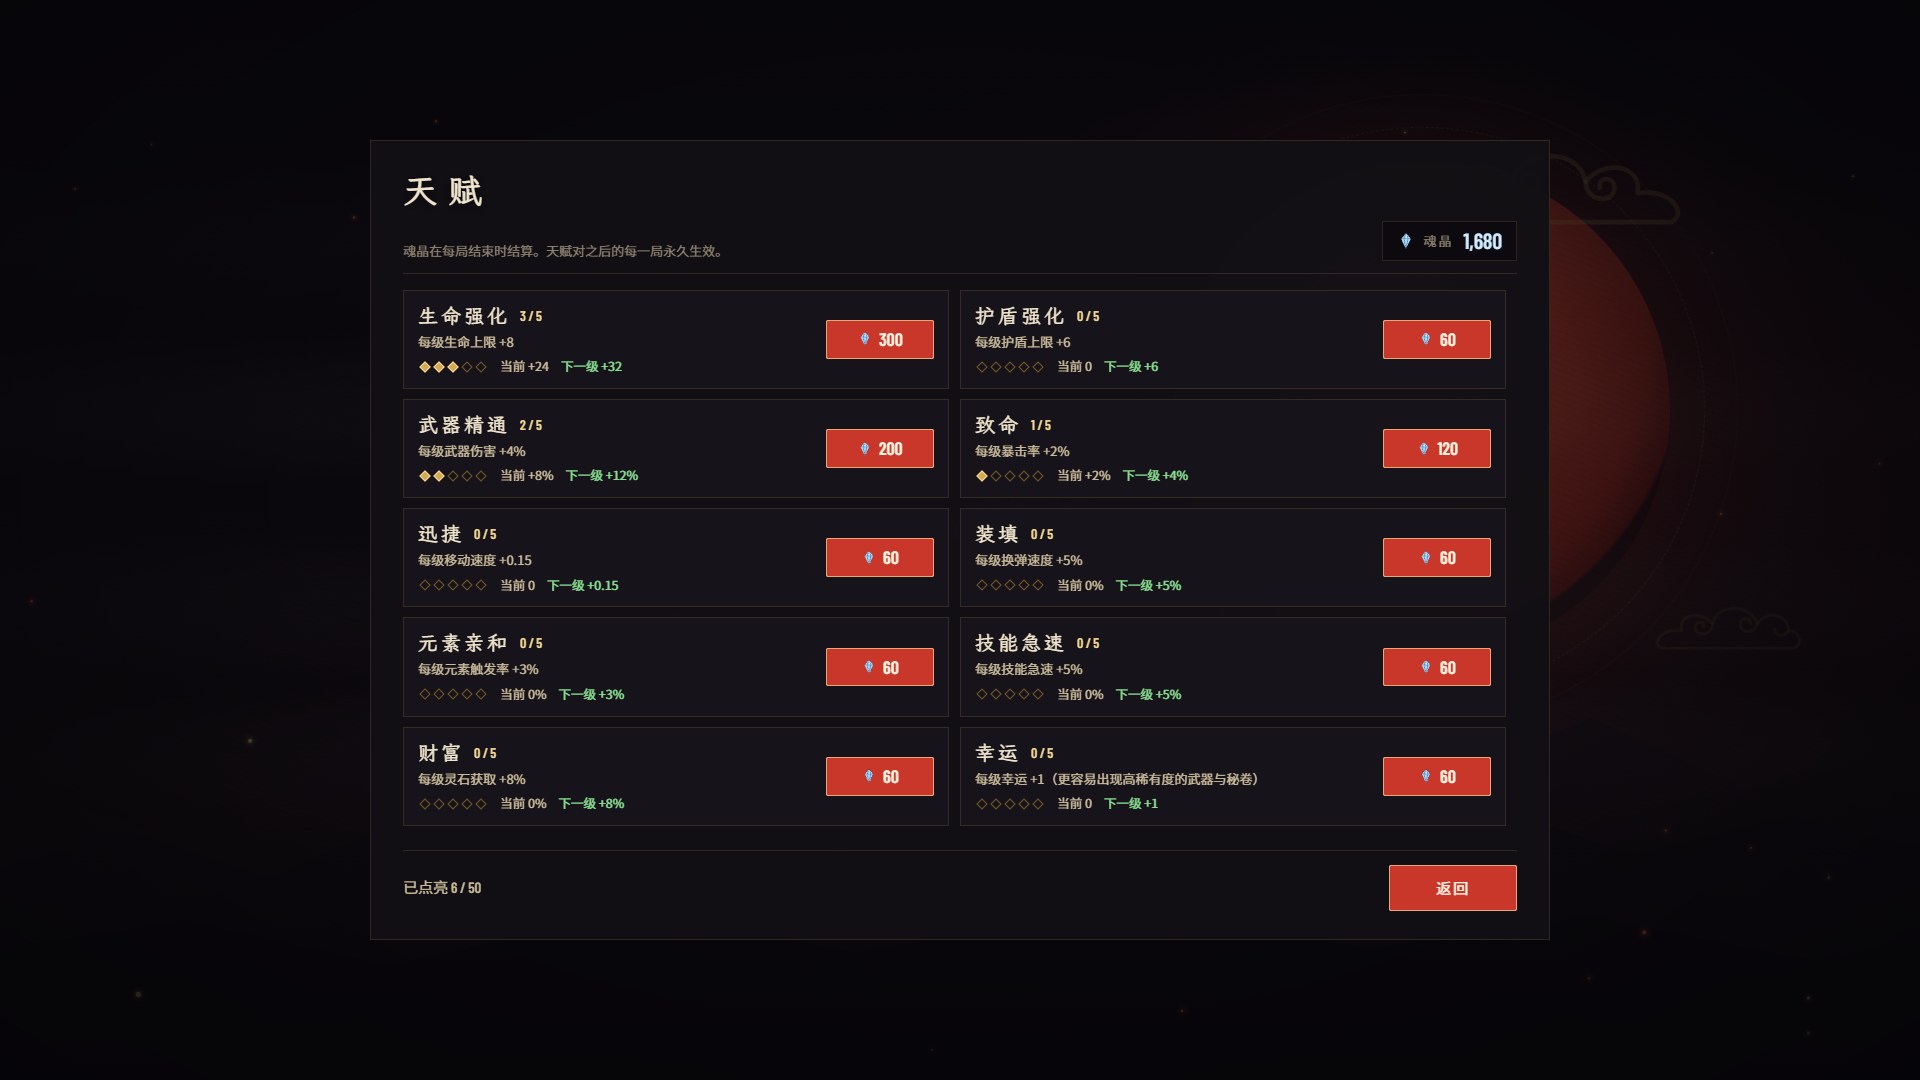 天赋
魂晶在每局结束时结算。天赋对之后的每一局永久生效。
魂晶 1,680
生命强化 3/5
每级生命上限 +8
当前 +24 下一级 +32
300
护盾强化 0/5
每级护盾上限 +6
当前 0 下一级 +6
60
武器精通 2/5
每级武器伤害 +4%
当前 +8% 下一级 +12%
200
致命 1/5
每级暴击率 +2%
当前 +2% 下一级 +4%
120
迅捷 0/5
每级移动速度 +0.15
当前 0 下一级 +0.15
60
装填 0/5
每级换弹速度 +5%
当前 0% 下一级 +5%
60
元素亲和 0/5
每级元素触发率 +3%
当前 0% 下一级 +3%
60
技能急速 0/5
每级技能急速 +5%
当前 0% 下一级 +5%
60
财富 0/5
每级灵石获取 +8%
当前 0% 下一级 +8%
60
幸运 0/5
每级幸运 +1（更容易出现高稀有度的武器与秘卷）
当前 0 下一级 +1
60
已点亮 6 / 50
返回